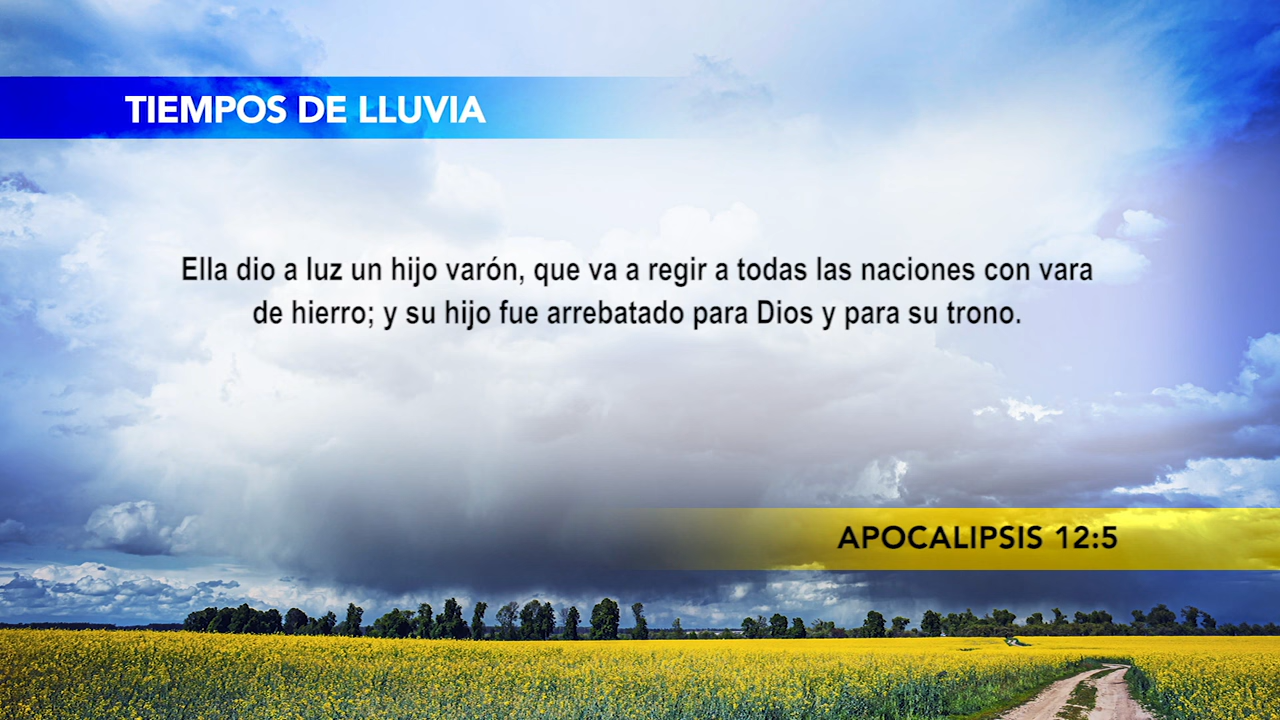 TIEMPOS DE LLUVIA
Ella dio a luz un hijo varón, que va a regir a todas las naciones con vara
de hierro; y su hijo fue arrebatado para Dios y para su trono.
APOCALIPSIS 12:5